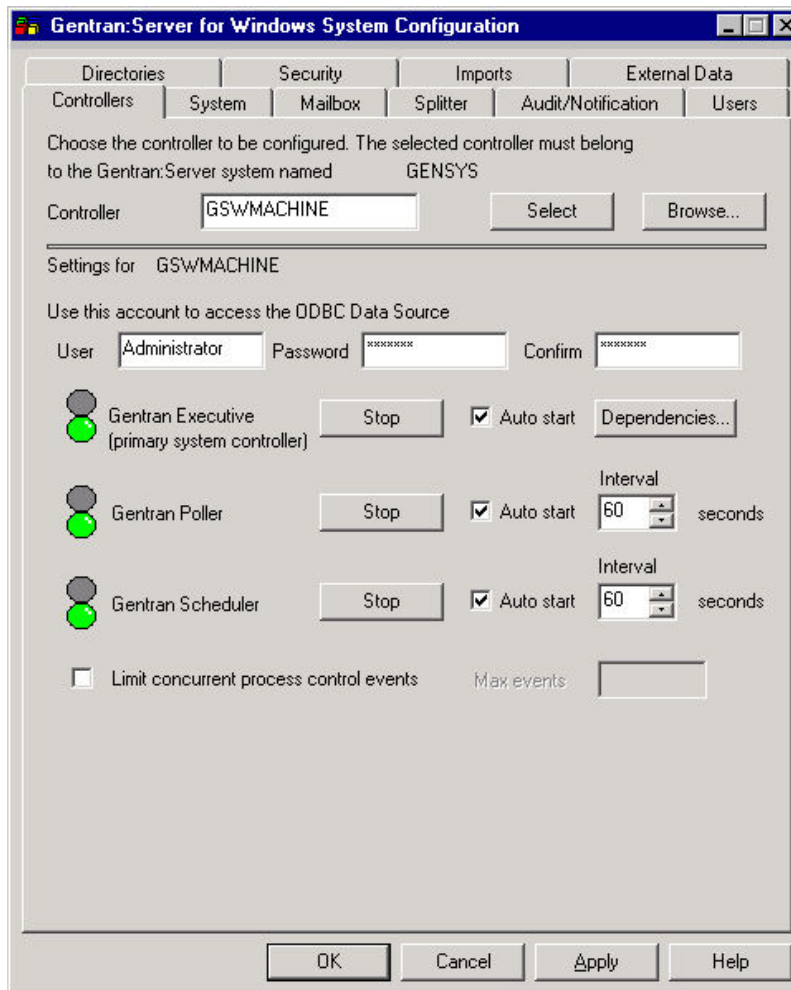 Gentran:Server for Windows System Configuration
Directories Security Imports External Data
Controllers System Mailbox Splitter Audit/Notification Users
Choose the controller to be configured. The selected controller must belong
to the Gentran:Server system named GENSYS
Controller GSWMACHINE Select Browse...
Settings for GSWMACHINE
Use this account to access the ODBC Data Source
User Administrator Password ******* Confirm *******
Gentran Executive Stop Auto start Dependencies...
(primary system controller)
Interval
Gentran Poller Stop Auto start 60 seconds
Interval
Gentran Scheduler Stop Auto start 60 seconds
Limit concurrent process control events Max events
OK Cancel Apply Help